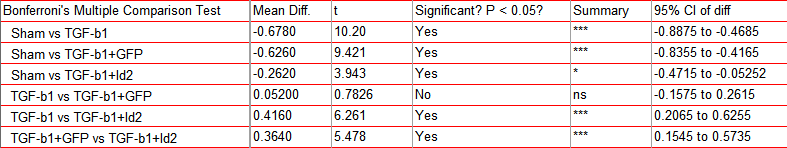 Bonferroni's Multiple Comparison Test Mean Diff. t Significant? P < 0.05? Summary 95% CI of diff
Sham vs TGF-b1 -0.6780 10.20 Yes *** -0.8875 to -0.4685
Sham vs TGF-b1+GFP -0.6260 9.421 Yes *** -0.8355 to -0.4165
Sham vs TGF-b1+Id2 -0.2620 3.943 Yes * -0.4715 to -0.05252
TGF-b1 vs TGF-b1+GFP 0.05200 0.7826 No ns -0.1575 to 0.2615
TGF-b1 vs TGF-b1+Id2 0.4160 6.261 Yes *** 0.2065 to 0.6255
TGF-b1+GFP vs TGF-b1+Id2 0.3640 5.478 Yes *** 0.1545 to 0.5735